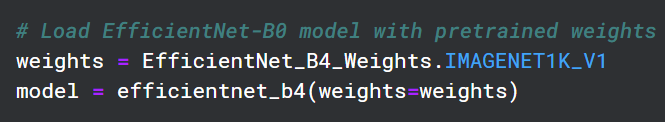 # Load EfficientNet-B0 model with pretrained weights
weights = EfficientNet_B4_Weights.IMAGENET1K_V1
model = efficientnet_b4(weights=weights)